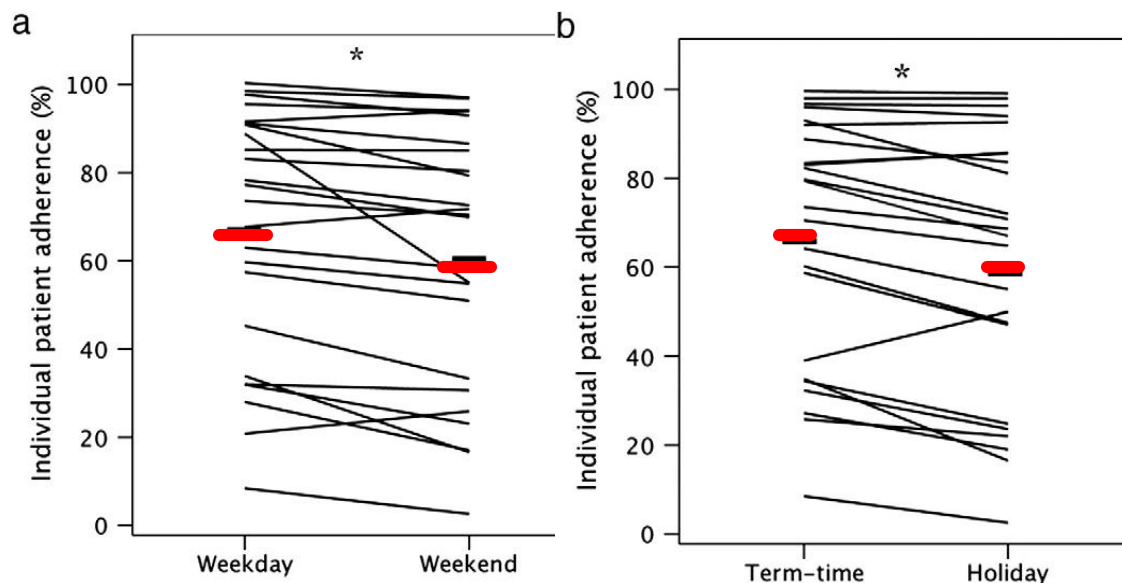 a
*
Individual patient adherence (%)
100
80
60
40
20
0
Weekday
Weekend
b
*
Individual patient adherence (%)
100
80
60
40
20
0
Term-time
Holiday